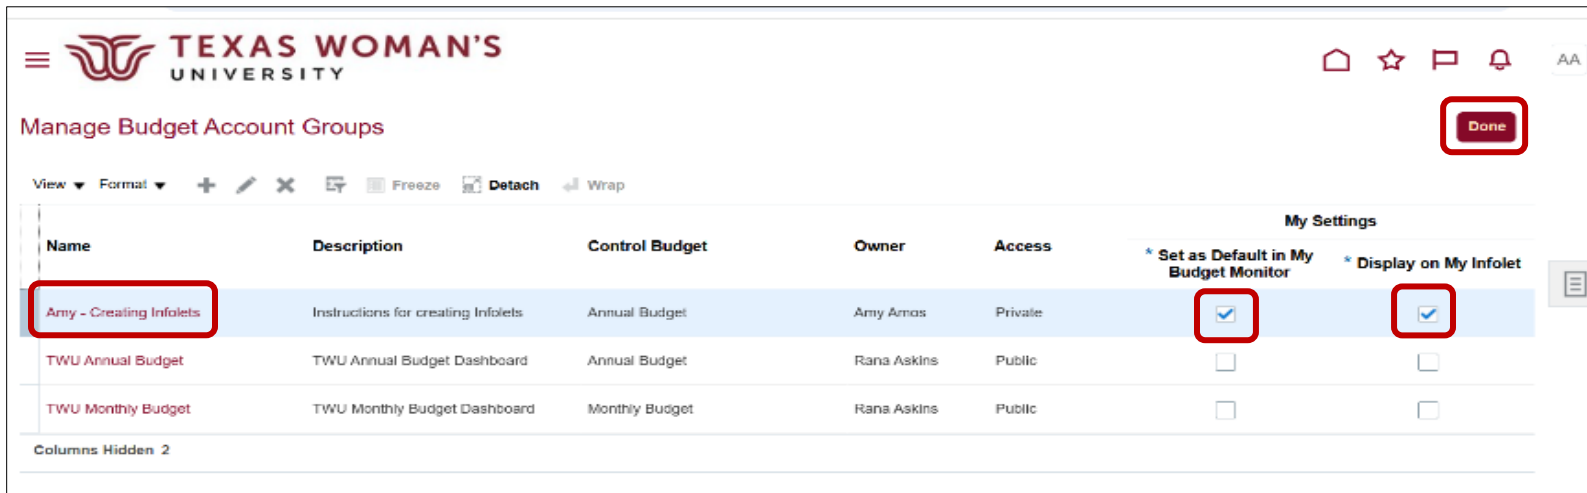 TEXAS WOMAN'S
UNIVERSITY
AA
Manage Budget Account Groups
Done
View Format Freeze Detach Wrap
My Settings
Name Description Control Budget Owner Access * Set as Default in My Budget Monitor * Display on My Infolet
Amy - Creating Infolets Instructions for creating Infolets Annual Budget Amy Amos Private
TWU Annual Budget TWU Annual Budget Dashboard Annual Budget Rana Askins Public
TWU Monthly Budget TWU Monthly Budget Dashboard Monthly Budget Rana Askins Public
Columns Hidden 2